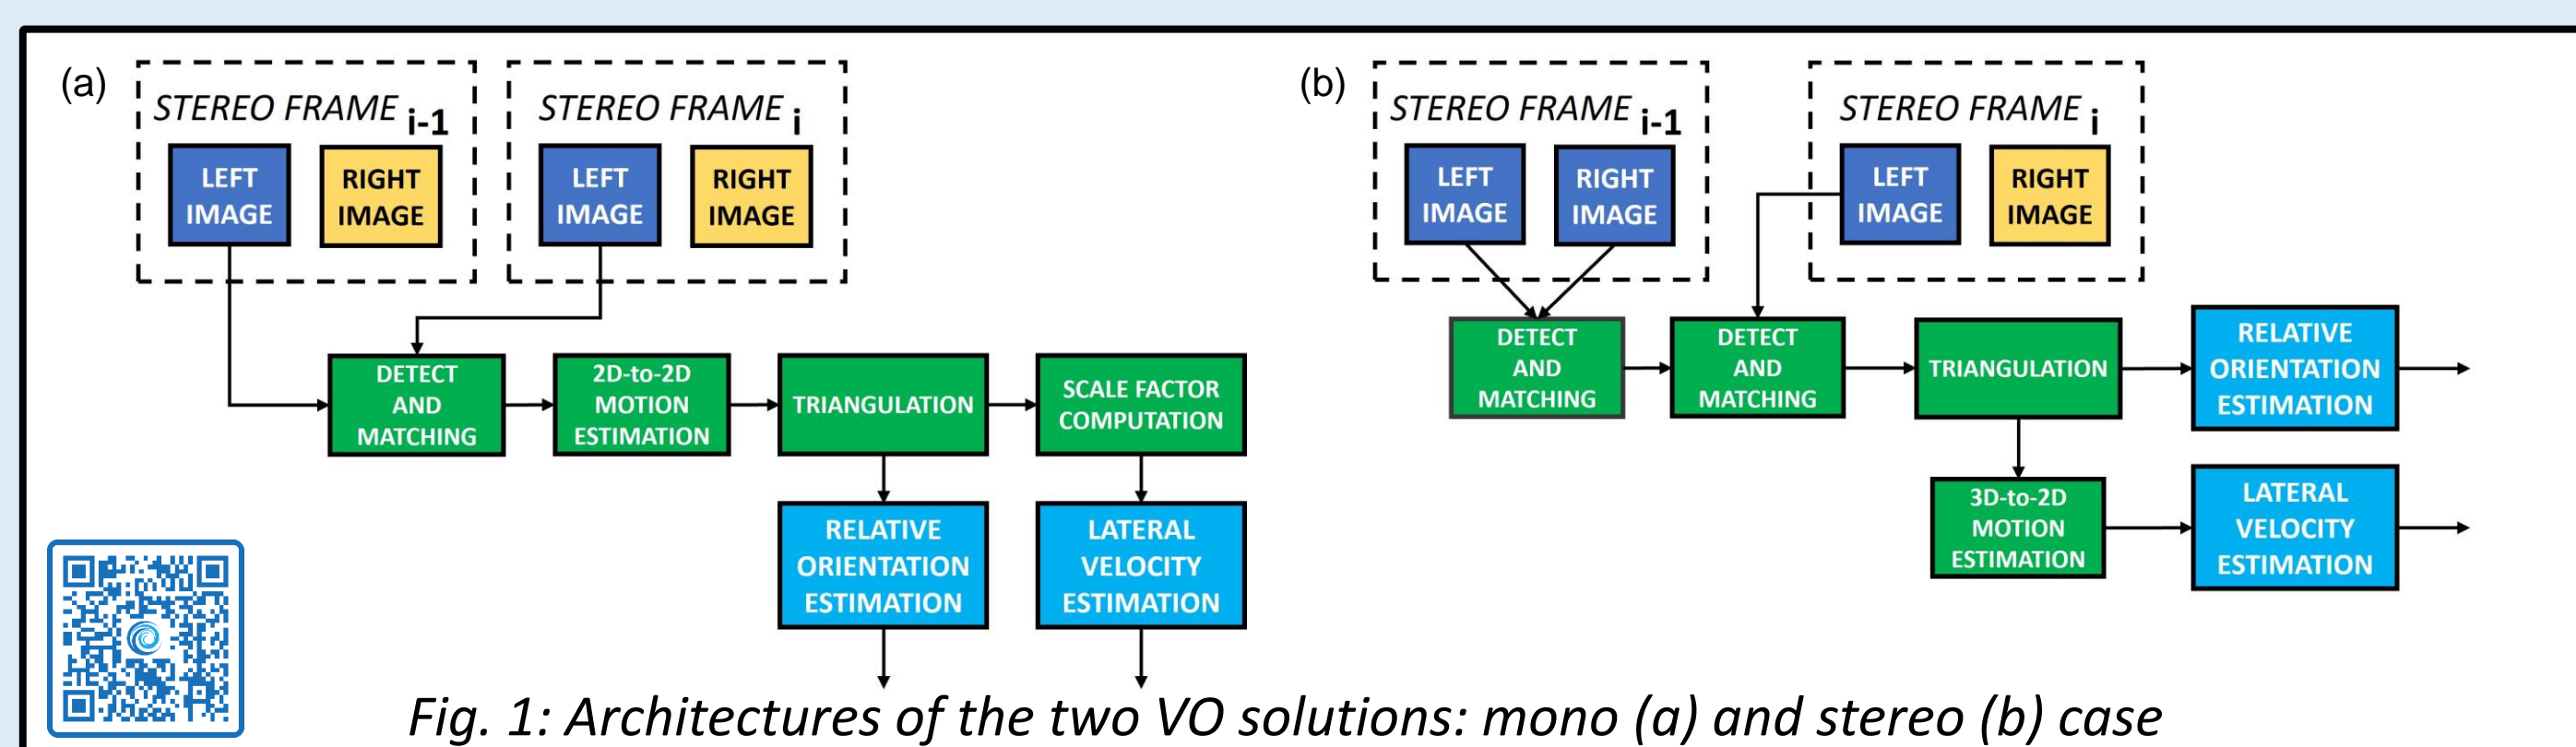 (a)
STEREO FRAME i-1
LEFT
IMAGE
RIGHT
IMAGE
STEREO FRAME i
LEFT
IMAGE
RIGHT
IMAGE
DETECT
AND
MATCHING
2D-to-2D
MOTION
ESTIMATION
TRIANGULATION
SCALE FACTOR
COMPUTATION
RELATIVE
ORIENTATION
ESTIMATION
LATERAL
VELOCITY
ESTIMATION
(b)
STEREO FRAME i-1
LEFT
IMAGE
RIGHT
IMAGE
STEREO FRAME i
LEFT
IMAGE
RIGHT
IMAGE
DETECT
AND
MATCHING
DETECT
AND
MATCHING
TRIANGULATION
RELATIVE
ORIENTATION
ESTIMATION
3D-to-2D
MOTION
ESTIMATION
LATERAL
VELOCITY
ESTIMATION
Fig. 1: Architectures of the two VO solutions: mono (a) and stereo (b) case